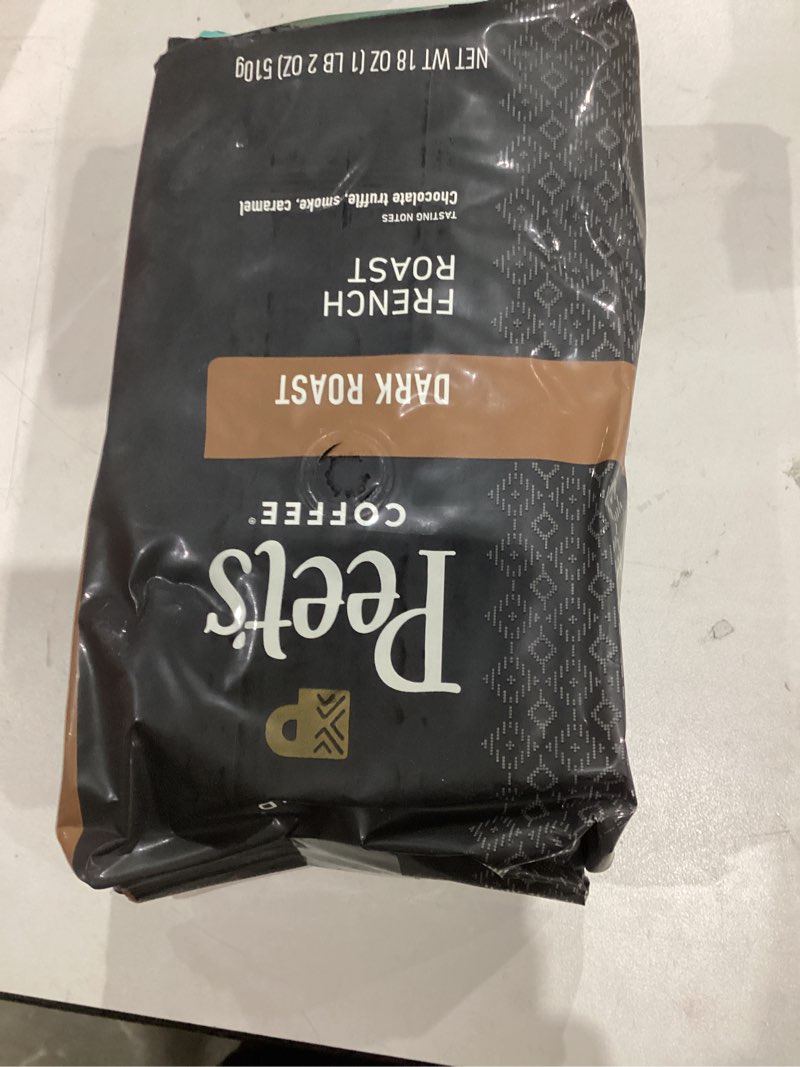 Peet's
COFFEE®
DARK ROAST
FRENCH
ROAST
TASTING NOTES
Chocolate truffle, smoke, caramel
NET WT 18 OZ (1 LB 2 OZ) 510g